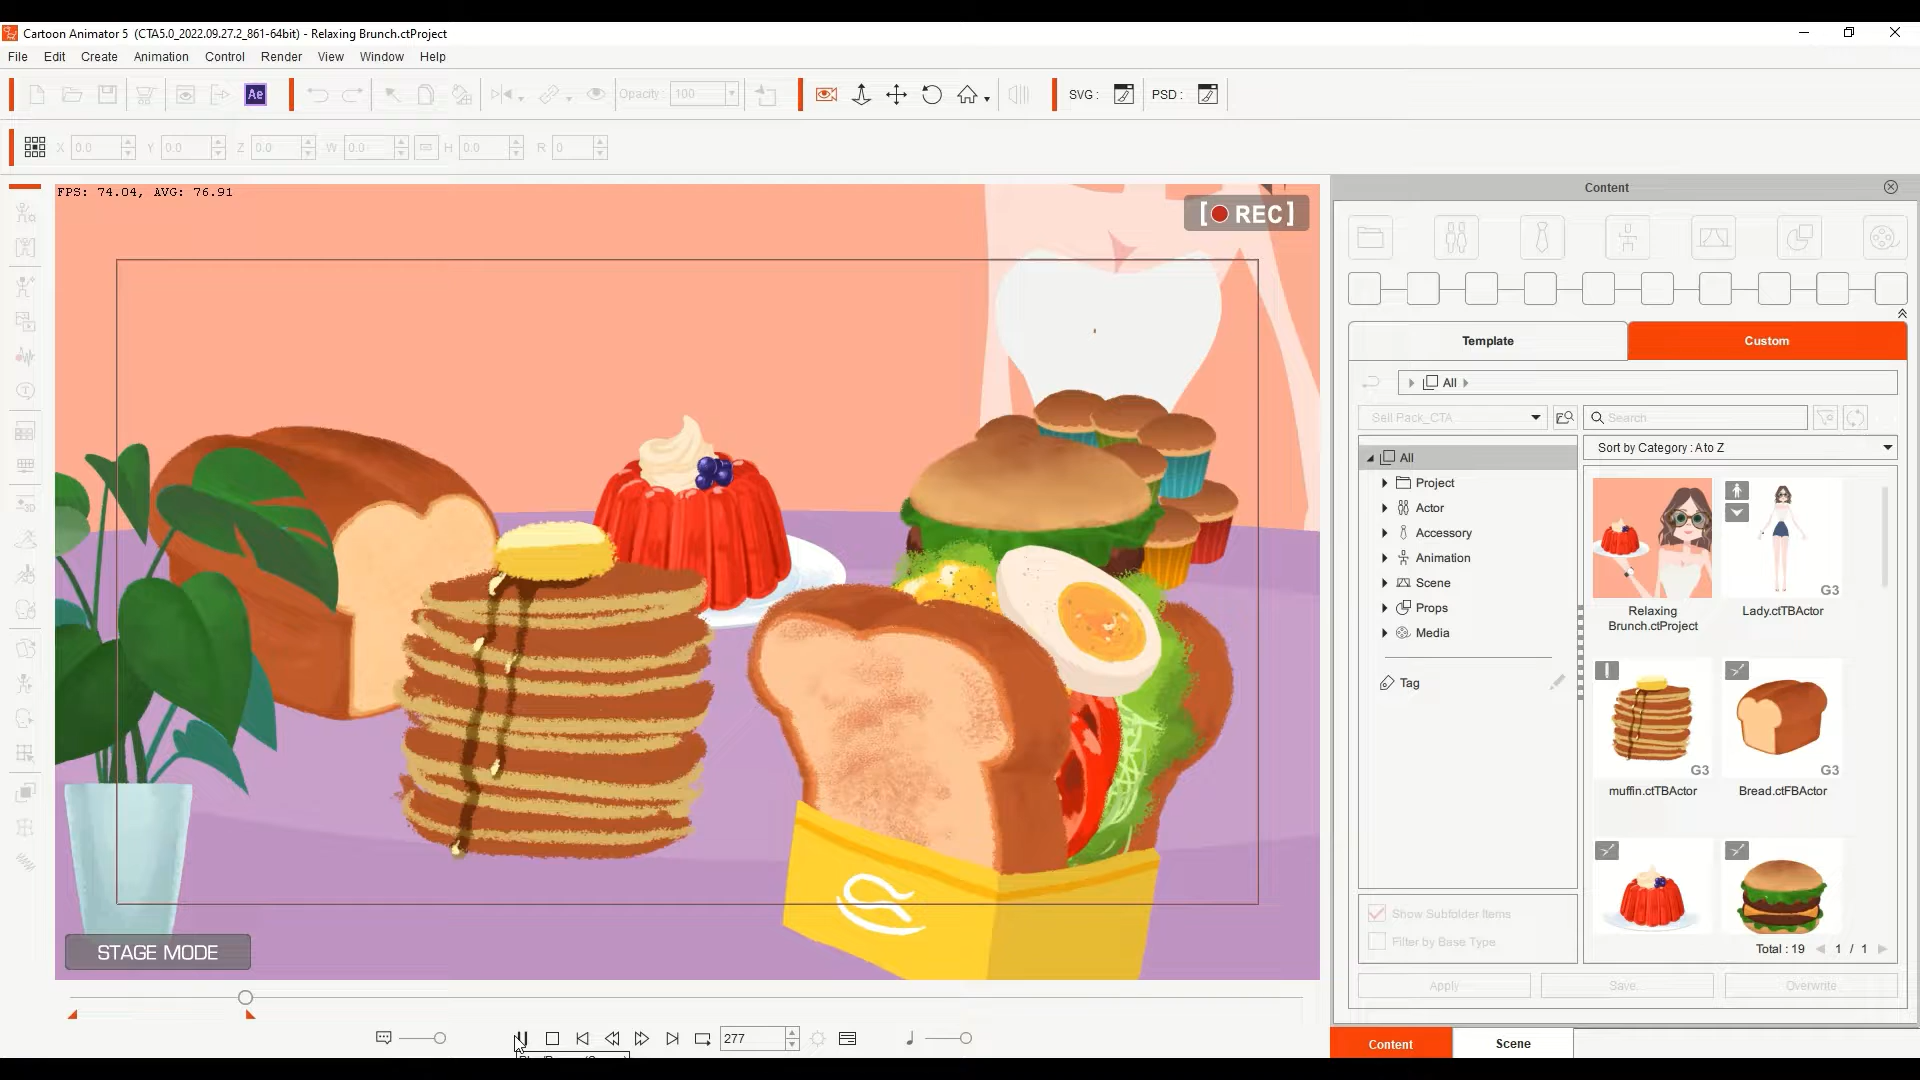 Cartoon Animator 5 (CTA5.0_2022.09.27.2_861-64bit) - Relaxing Brunch.ctProject
File Edit Create Animation Control Render View Window Help
Ae Opacity : 100 SVG : PSD :
X 0.0 Y 0.0 Z 0.0 W 0.0 H 0.0 R 0
FPS: 74.04, AVG: 76.91
[ REC ]
STAGE MODE
277
Content
Template Custom
All
Sell Pack_CTA Search
Sort by Category : A to Z
All
Project
Actor
Accessory
Animation
Scene
Props
Media
Tag
Relaxing
Brunch.ctProject
G3
Lady.ctTBActor
G3
muffin.ctTBActor
G3
Bread.ctFBActor
Show Subfolder Items
Filter by Base Type
Total : 19 1 / 1
Apply Save Overwrite
Content Scene